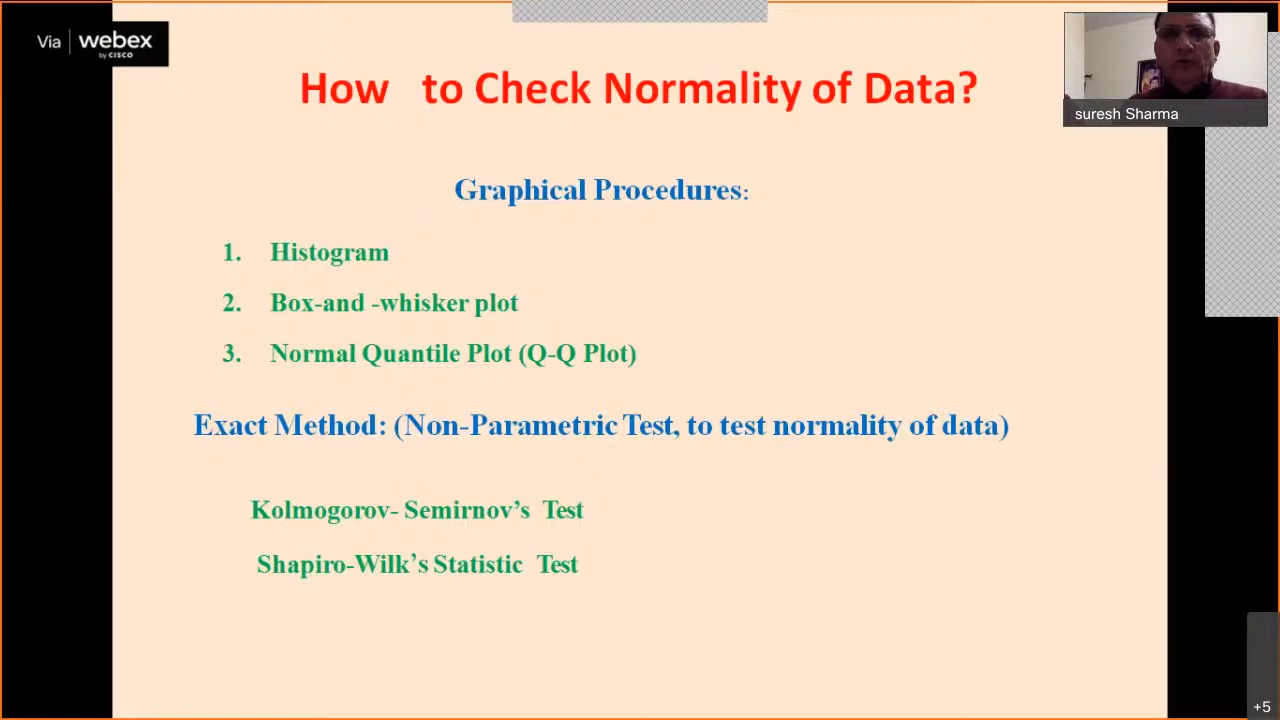 Via webex
by CISCO
How to Check Normality of Data?
suresh Sharma
Graphical Procedures:
1. Histogram
2. Box-and -whisker plot
3. Normal Quantile Plot (Q-Q Plot)
Exact Method: (Non-Parametric Test, to test normality of data)
Kolmogorov- Semirnov’s Test
Shapiro-Wilk’s Statistic Test
+5